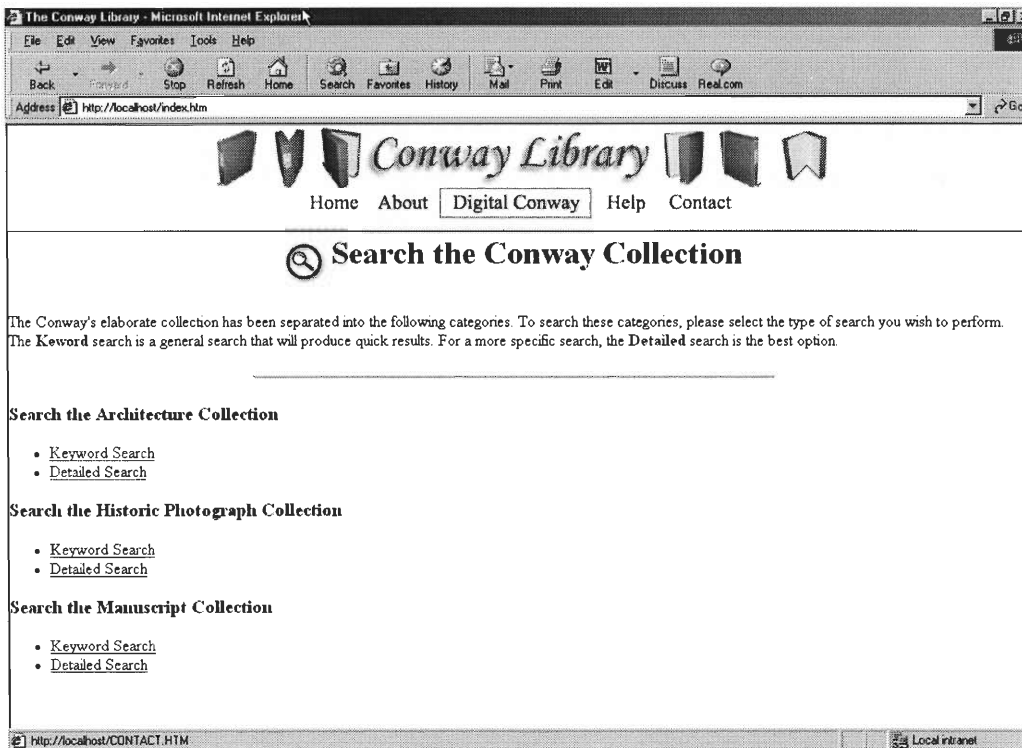 The Conway Library - Microsoft Internet Explorer
File Edit View Favorites Tools Help
Back Forward Stop Refresh Home Search Favorites History Mail Print Edit Discuss Real.com
Address http://localhost/index.htm Go
Conway Library
Home About Digital Conway Help Contact
Search the Conway Collection
The Conway's elaborate collection has been separated into the following categories. To search these categories, please select the type of search you wish to perform.
The Keword search is a general search that will produce quick results. For a more specific search, the Detailed search is the best option.
Search the Architecture Collection
• Keyword Search
• Detailed Search
Search the Historic Photograph Collection
• Keyword Search
• Detailed Search
Search the Manuscript Collection
• Keyword Search
• Detailed Search
http://localhost/CONTACT.HTM Local intranet